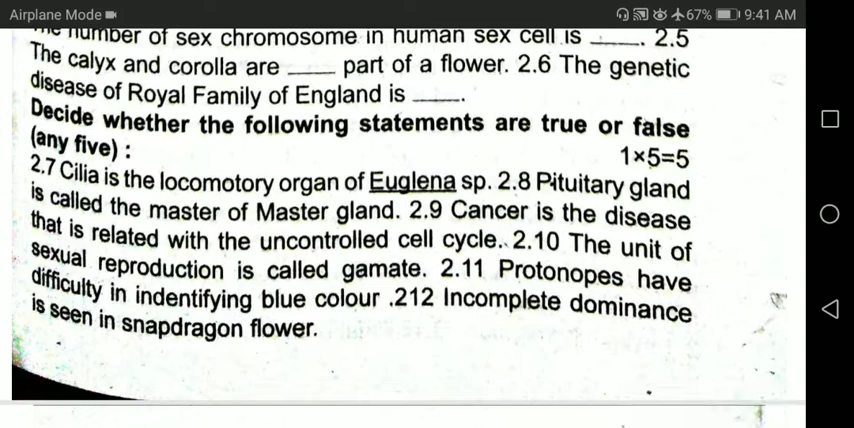 Airplane Mode
67% 9:41 AM
number of sex chromosome in human sex cell is ____. 2.5
The calyx and corolla are ____ part of a flower. 2.6 The genetic
disease of Royal Family of England is ____.
Decide whether the following statements are true or false
(any five) :
1×5=5
2.7 Cilia is the locomotory organ of Euglena sp. 2.8 Pituitary gland
is called the master of Master gland. 2.9 Cancer is the disease
that is related with the uncontrolled cell cycle. 2.10 The unit of
sexual reproduction is called gamate. 2.11 Protonopes have
difficulty in indentifying blue colour .212 Incomplete dominance
is seen in snapdragon flower.